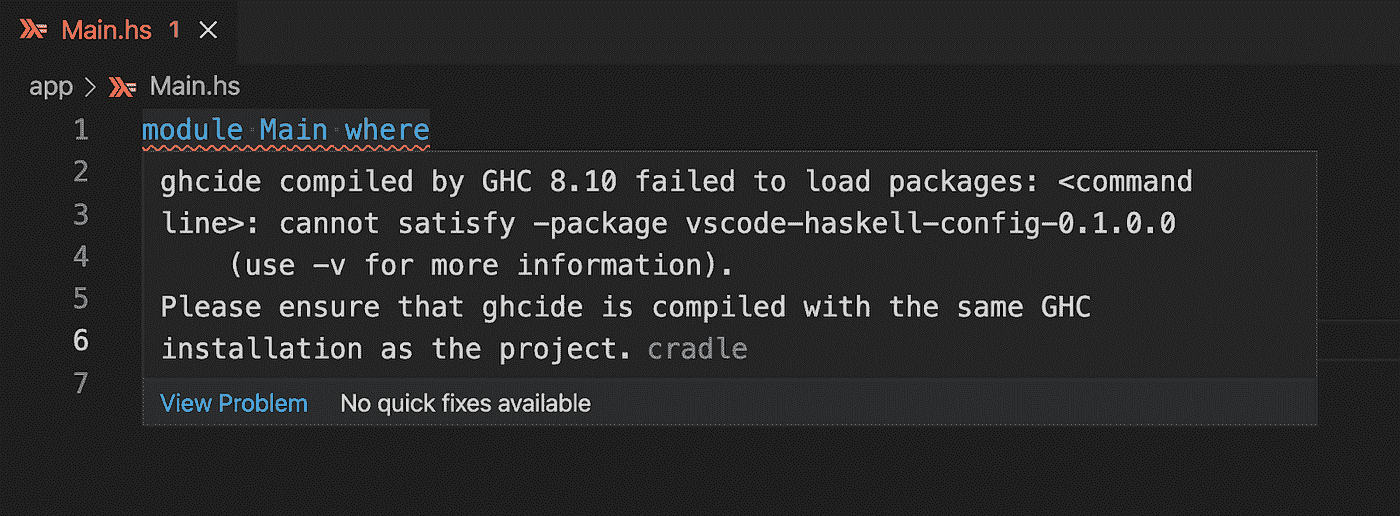 Main.hs 1
app > Main.hs
1 module Main where
2
ghcide compiled by GHC 8.10 failed to load packages: <command
3
line>: cannot satisfy -package vscode-haskell-config-0.1.0.0
4
(use -v for more information).
5
Please ensure that ghcide is compiled with the same GHC
6
installation as the project. cradle
7
View Problem No quick fixes available